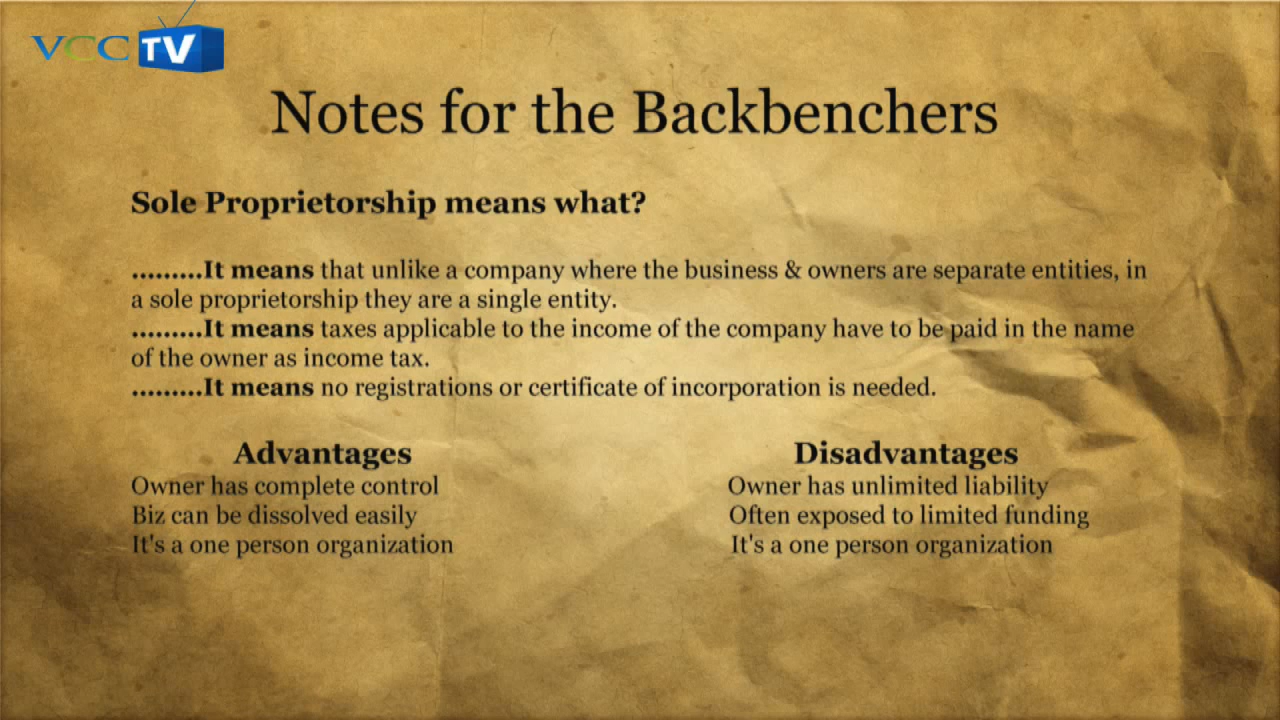 VCC TV
Notes for the Backbenchers
Sole Proprietorship means what?
.........It means that unlike a company where the business & owners are separate entities, in
a sole proprietorship they are a single entity.
.........It means taxes applicable to the income of the company have to be paid in the name
of the owner as income tax.
.........It means no registrations or certificate of incorporation is needed.
Advantages
Owner has complete control
Biz can be dissolved easily
It's a one person organization
Disadvantages
Owner has unlimited liability
Often exposed to limited funding
It's a one person organization